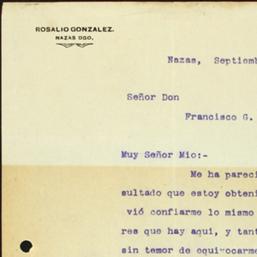 ROSALIO GONZALEZ.
NAZAS DGO.
Nazas, Septiemb
Señor Don
Francisco G.
Muy Señor Mio:-
Me ha pareci
sultado que estoy obteni
vió confiarme lo mismo
res que hay aqui, y tant
sin temor de equivocarme